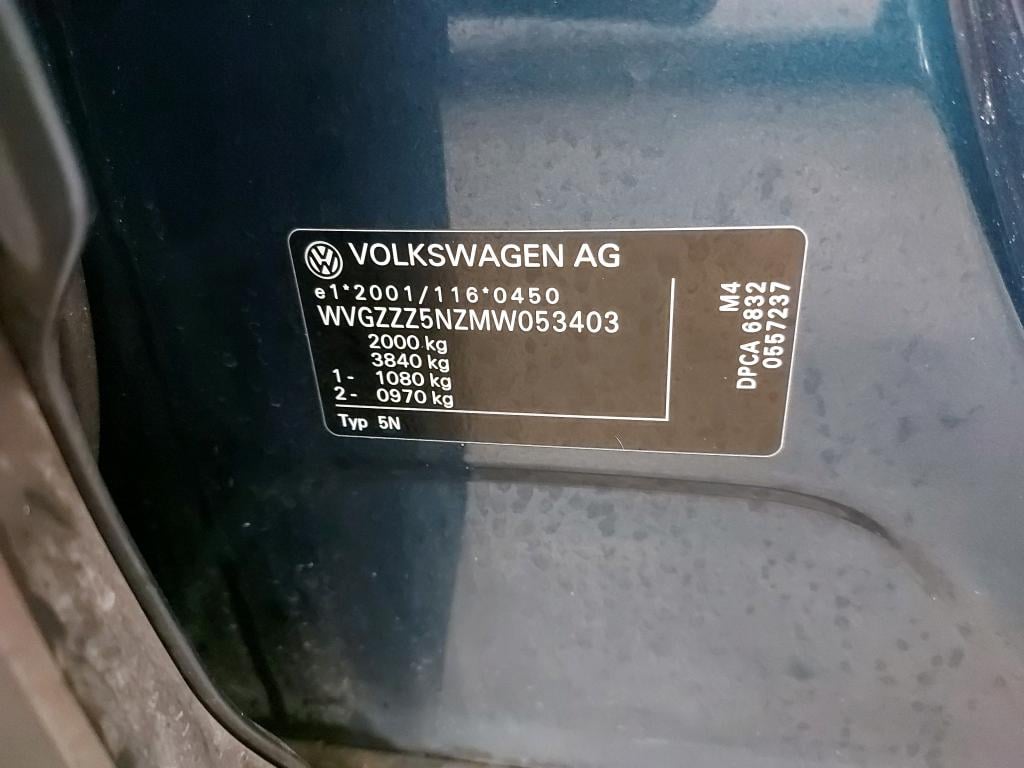 VOLKSWAGEN AG
e1*2001/116*0450
WVGZZZ5NZMW053403
2000 kg
3840 kg
1- 1080 kg
2- 0970 kg
Typ 5N
M4
DPCA 6832
0557237